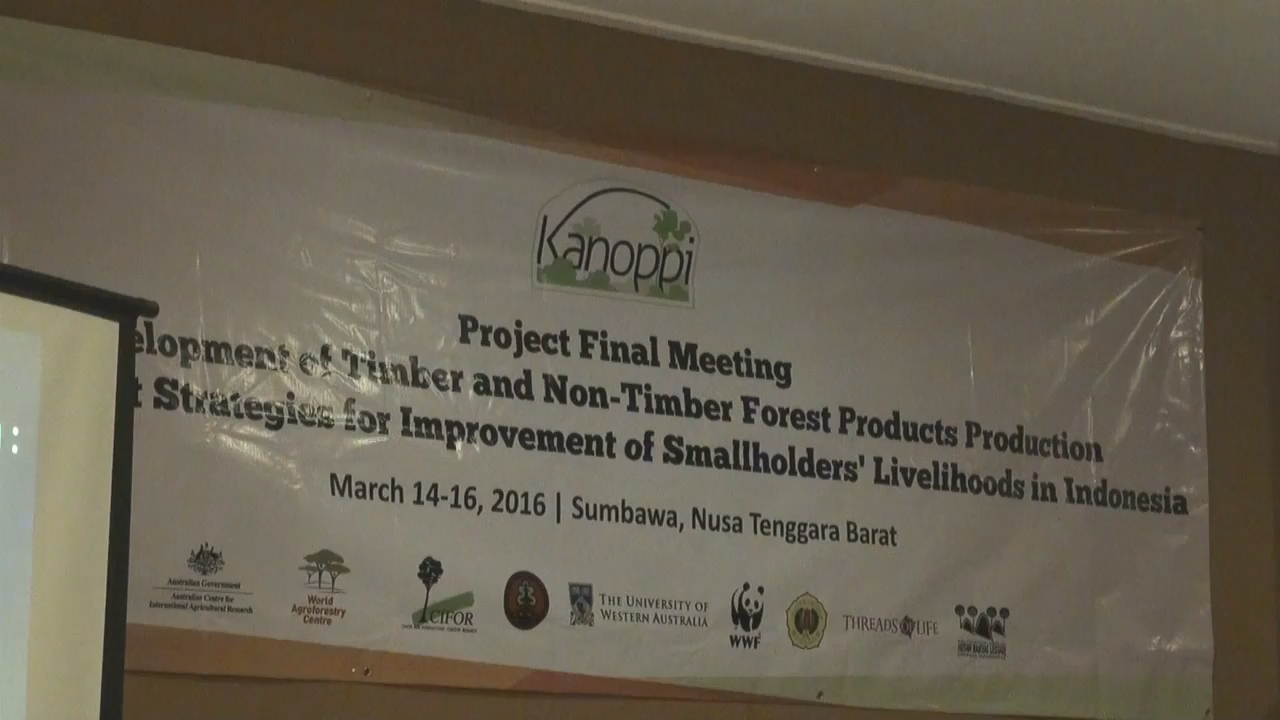 Kanoppi
Project Final Meeting
elopment of Timber and Non-Timber Forest Products Production
t Strategies for Improvement of Smallholders' Livelihoods in Indonesia
March 14-16, 2016 | Sumbawa, Nusa Tenggara Barat
Australian Government
Australian Centre for
International Agricultural Research
World
Agroforestry
Centre
CIFOR
THE UNIVERSITY OF
WESTERN AUSTRALIA
WWF
THREADS OF LIFE